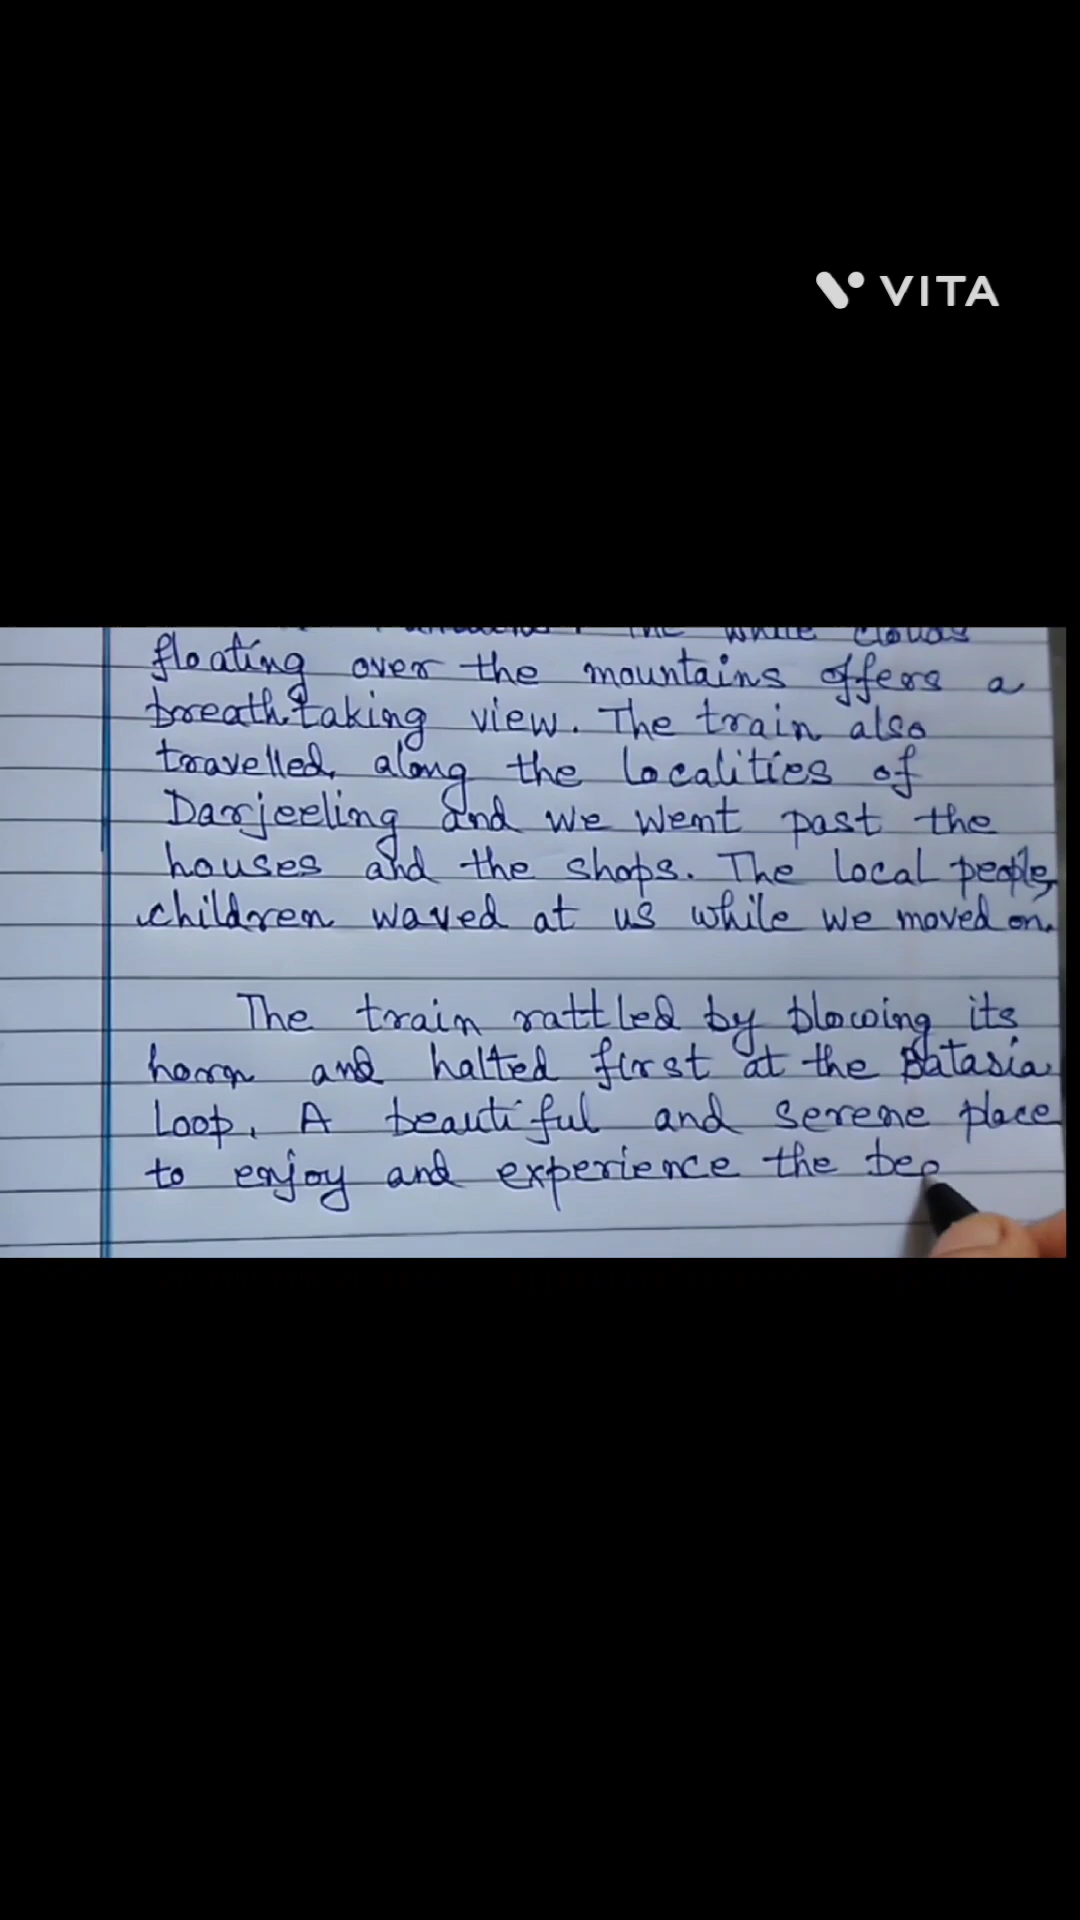 VITA
the white clouds
floating over the mountains offers a
breathtaking view. The train also
travelled along the localities of
Darjeeling and we went past the
houses and the shops. The local people,
children waved at us while we moved on.
The train rattled by blowing its
horn and halted first at the Batasia
Loop. A beautiful and serene place
to enjoy and experience the